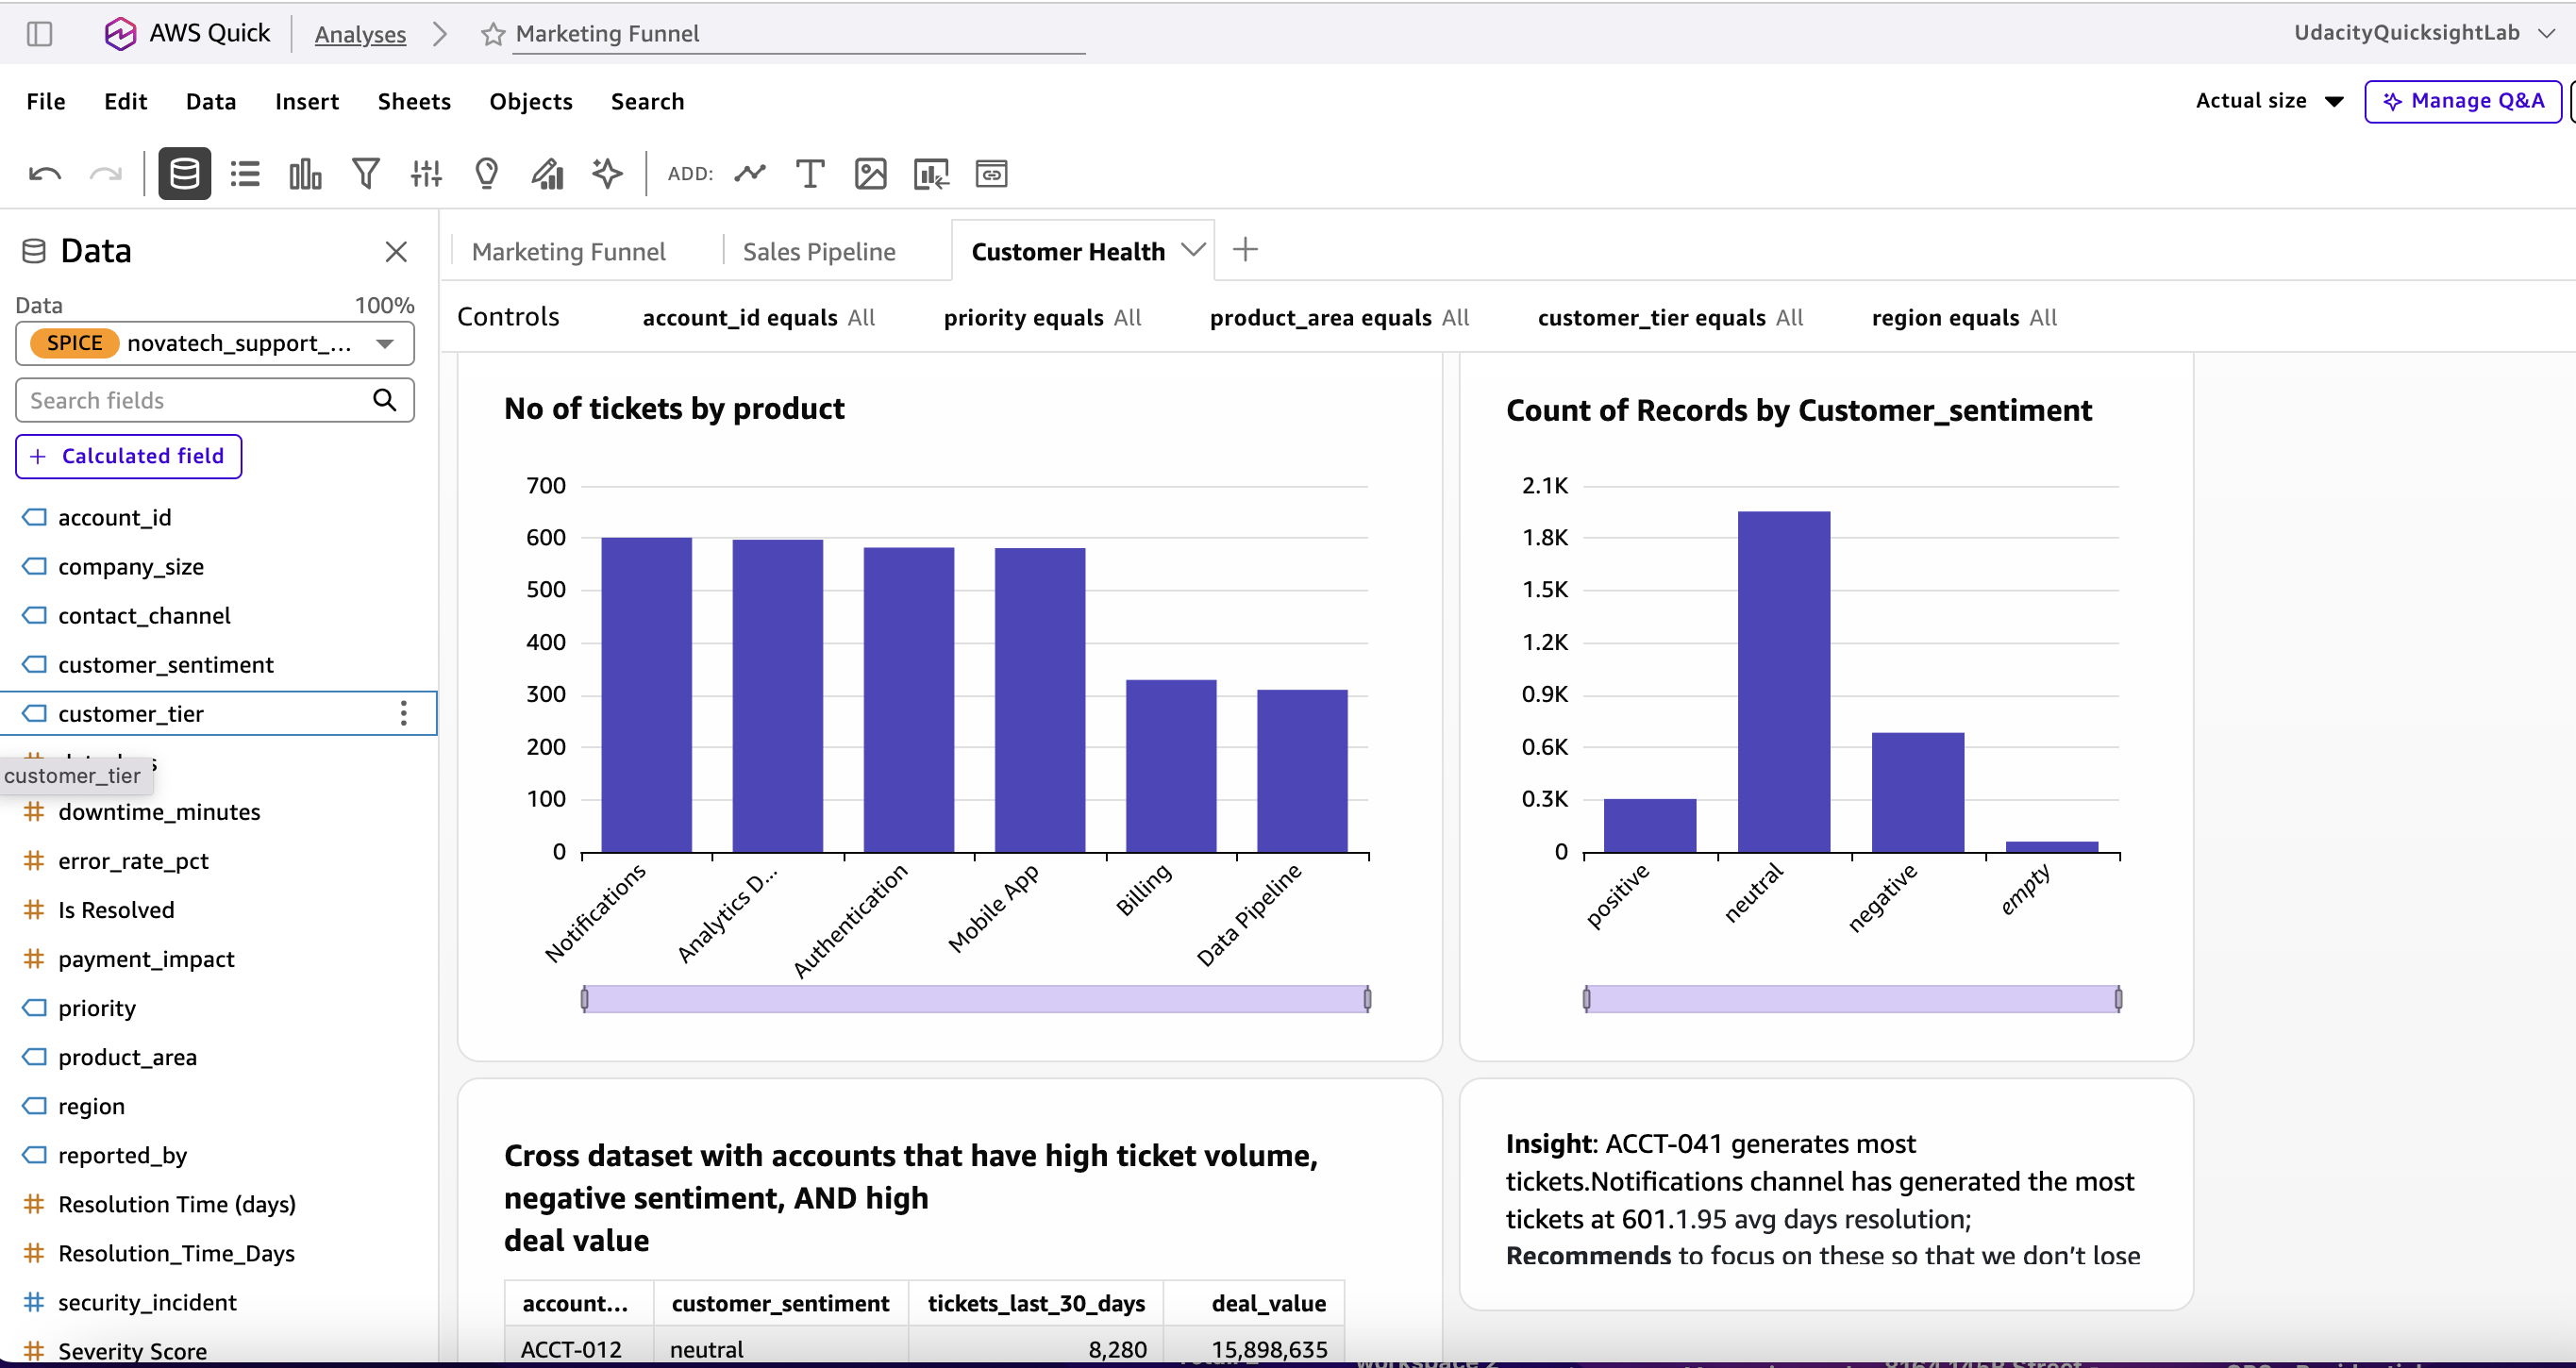 AWS Quick
Analyses
Marketing Funnel
UdacityQuicksightLab
File Edit Data Insert Sheets Objects Search
Actual size
Manage Q&A
ADD:
Data
Data 100%
SPICE novatech_support_...
Search fields
+ Calculated field
account_id
company_size
contact_channel
customer_sentiment
customer_tier
customer_tier
downtime_minutes
error_rate_pct
Is Resolved
payment_impact
priority
product_area
region
reported_by
Resolution Time (days)
Resolution_Time_Days
security_incident
Severity Score
Marketing Funnel
Sales Pipeline
Customer Health
Controls
account_id equals All
priority equals All
product_area equals All
customer_tier equals All
region equals All
No of tickets by product
700
600
500
400
300
200
100
0
Notifications
Analytics D...
Authentication
Mobile App
Billing
Data Pipeline
Count of Records by Customer_sentiment
2.1K
1.8K
1.5K
1.2K
0.9K
0.6K
0.3K
0
positive
neutral
negative
empty
Cross dataset with accounts that have high ticket volume,
negative sentiment, AND high
deal value
account... customer_sentiment tickets_last_30_days deal_value
ACCT-012 neutral 8,280 15,898,635
Insight: ACCT-041 generates most
tickets.Notifications channel has generated the most
tickets at 601.1.95 avg days resolution;
Recommends to focus on these so that we don’t lose